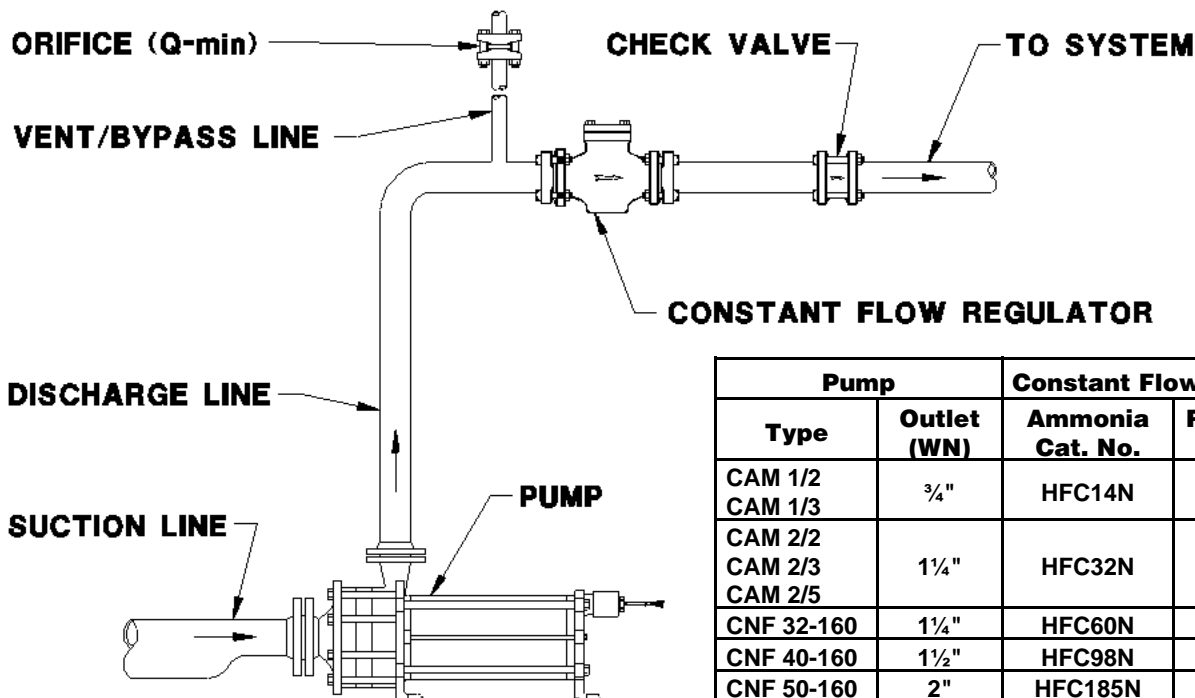 ORIFICE (Q-min)
CHECK VALVE
TO SYSTEM
VENT/BYPASS LINE
CONSTANT FLOW REGULATOR
DISCHARGE LINE
PUMP
SUCTION LINE
Pump Constant Flow
Type Outlet (WN) Ammonia Cat. No.
CAM 1/2
CAM 1/3
¾" HFC14N
CAM 2/2
CAM 2/3
CAM 2/5
1¼" HFC32N
CNF 32-160 1¼" HFC60N
CNF 40-160 1½" HFC98N
CNF 50-160 2" HFC185N